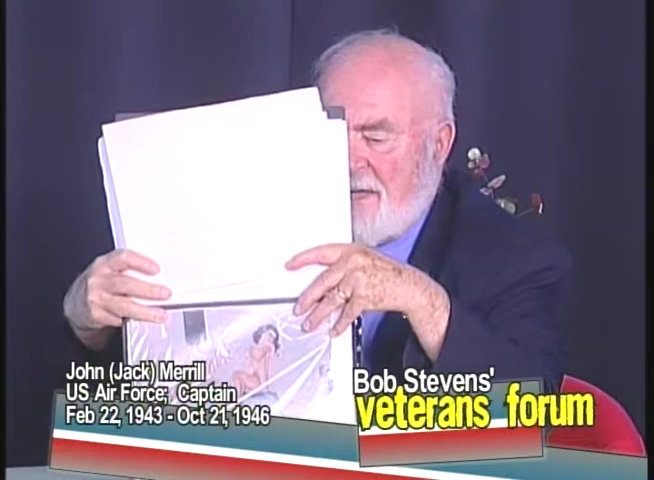 John (Jack) Merrill
US Air Force; Captain
Feb 22, 1943 - Oct 21, 1946
Bob Stevens'
veterans forum